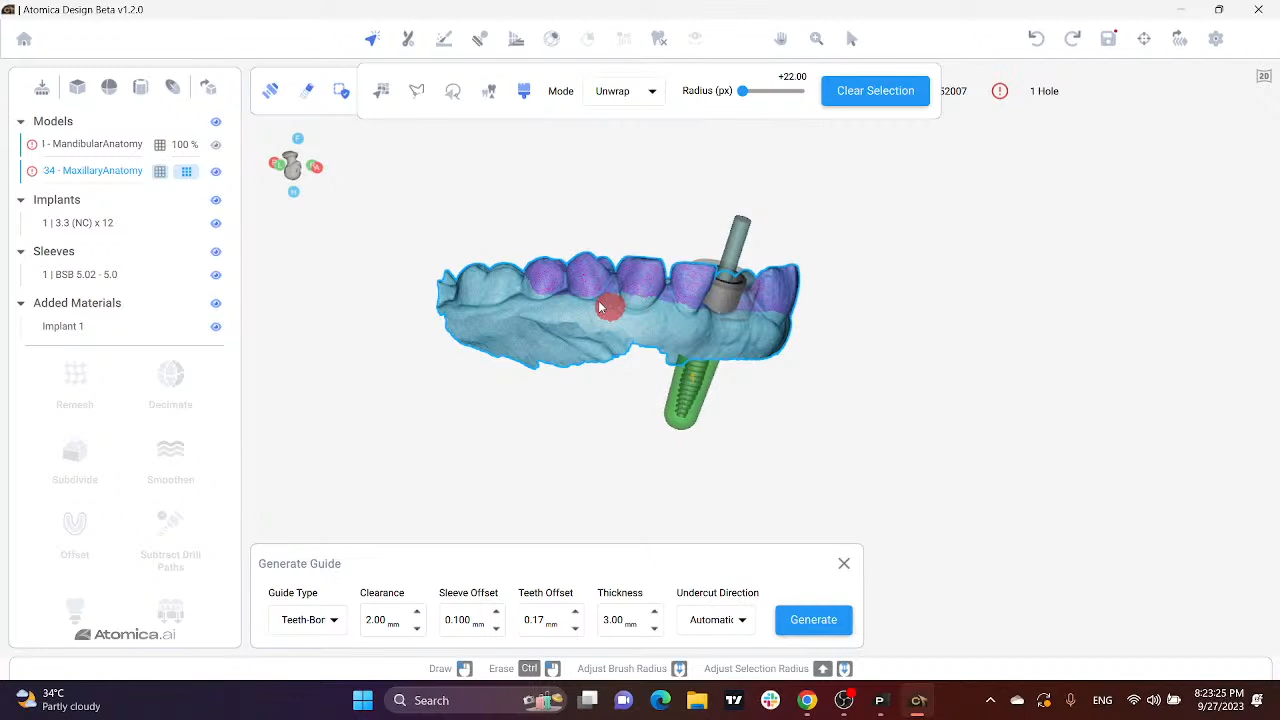 Atomica Design Beta v1.2.0
Mode
Unwrap
Radius (px)
+22.00
Clear Selection
52007
1 Hole
20
Models
I - MandibularAnatomy
100 %
34 - MaxillaryAnatomy
Implants
1 | 3.3 (NC) x 12
Sleeves
1 | BSB 5.02 - 5.0
Added Materials
Implant 1
Remesh
Decimate
Subdivide
Smoothen
Offset
Subtract Drill
Paths
Atomica.ai
F
H
A
Generate Guide
Guide Type
Clearance
Sleeve Offset
Teeth Offset
Thickness
Undercut Direction
Teeth-Bor
2.00 mm
0.100 mm
0.17 mm
3.00 mm
Automatic
Generate
Draw
Erase
Ctrl
Adjust Brush Radius
Adjust Selection Radius
34°C
Partly cloudy
Search
ENG
8:23:25 PM
9/27/2023